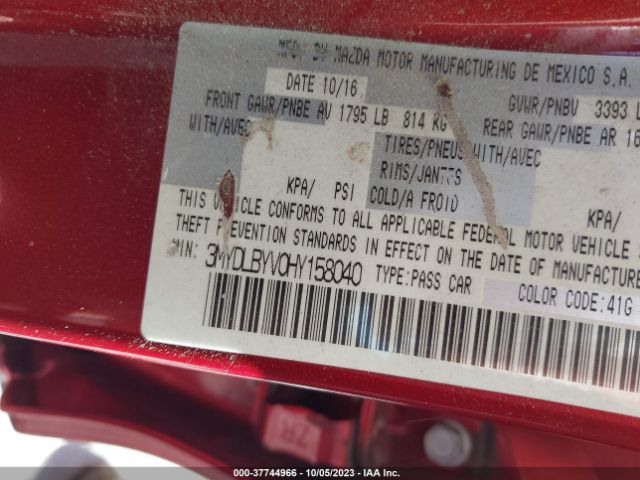 MFD. BY MAZDA MOTOR MANUFACTURING DE MEXICO S.A.
DATE 10/16
GVWR/PNBV 3393 L
FRONT GAWR/PNBE AV 1795 LB 814 KG
REAR GAWR/PNBE AR 16
WITH/AVEC
TIRES/PNEUS WITH/AVEC
RIMS/JANTES
KPA/ PSI COLD/A FROID
KPA/
THIS VEHICLE CONFORMS TO ALL APPLICABLE FEDERAL MOTOR VEHICLE
THEFT PREVENTION STANDARDS IN EFFECT ON THE DATE OF MANUFACTURE
VIN: 3MYDLBYV0HY158040 TYPE:PASS CAR
COLOR CODE:41G
ZR
000-37744966 - 10/05/2023 - IAA Inc.